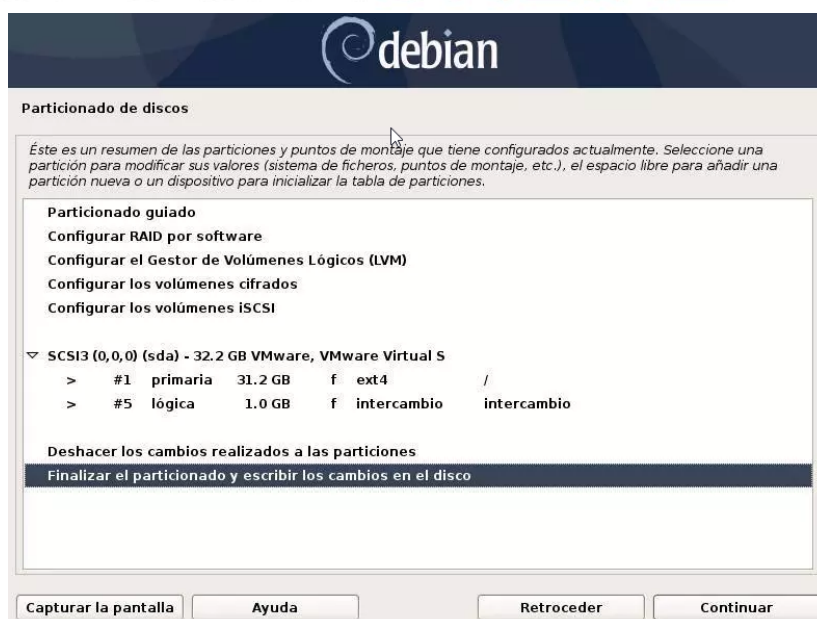 debian
Particionado de discos
Éste es un resumen de las particiones y puntos de montaje que tiene configurados actualmente. Seleccione una
partición para modificar sus valores (sistema de ficheros, puntos de montaje, etc.), el espacio libre para añadir una
partición nueva o un dispositivo para inicializar la tabla de particiones.
Particionado guiado
Configurar RAID por software
Configurar el Gestor de Volúmenes Lógicos (LVM)
Configurar los volúmenes cifrados
Configurar los volúmenes iSCSI
SCSI3 (0,0,0) (sda) - 32.2 GB VMware, VMware Virtual S
> #1 primaria 31.2 GB f ext4 /
> #5 lógica 1.0 GB f intercambio intercambio
Deshacer los cambios realizados a las particiones
Finalizar el particionado y escribir los cambios en el disco
Capturar la pantalla Ayuda Retroceder Continuar